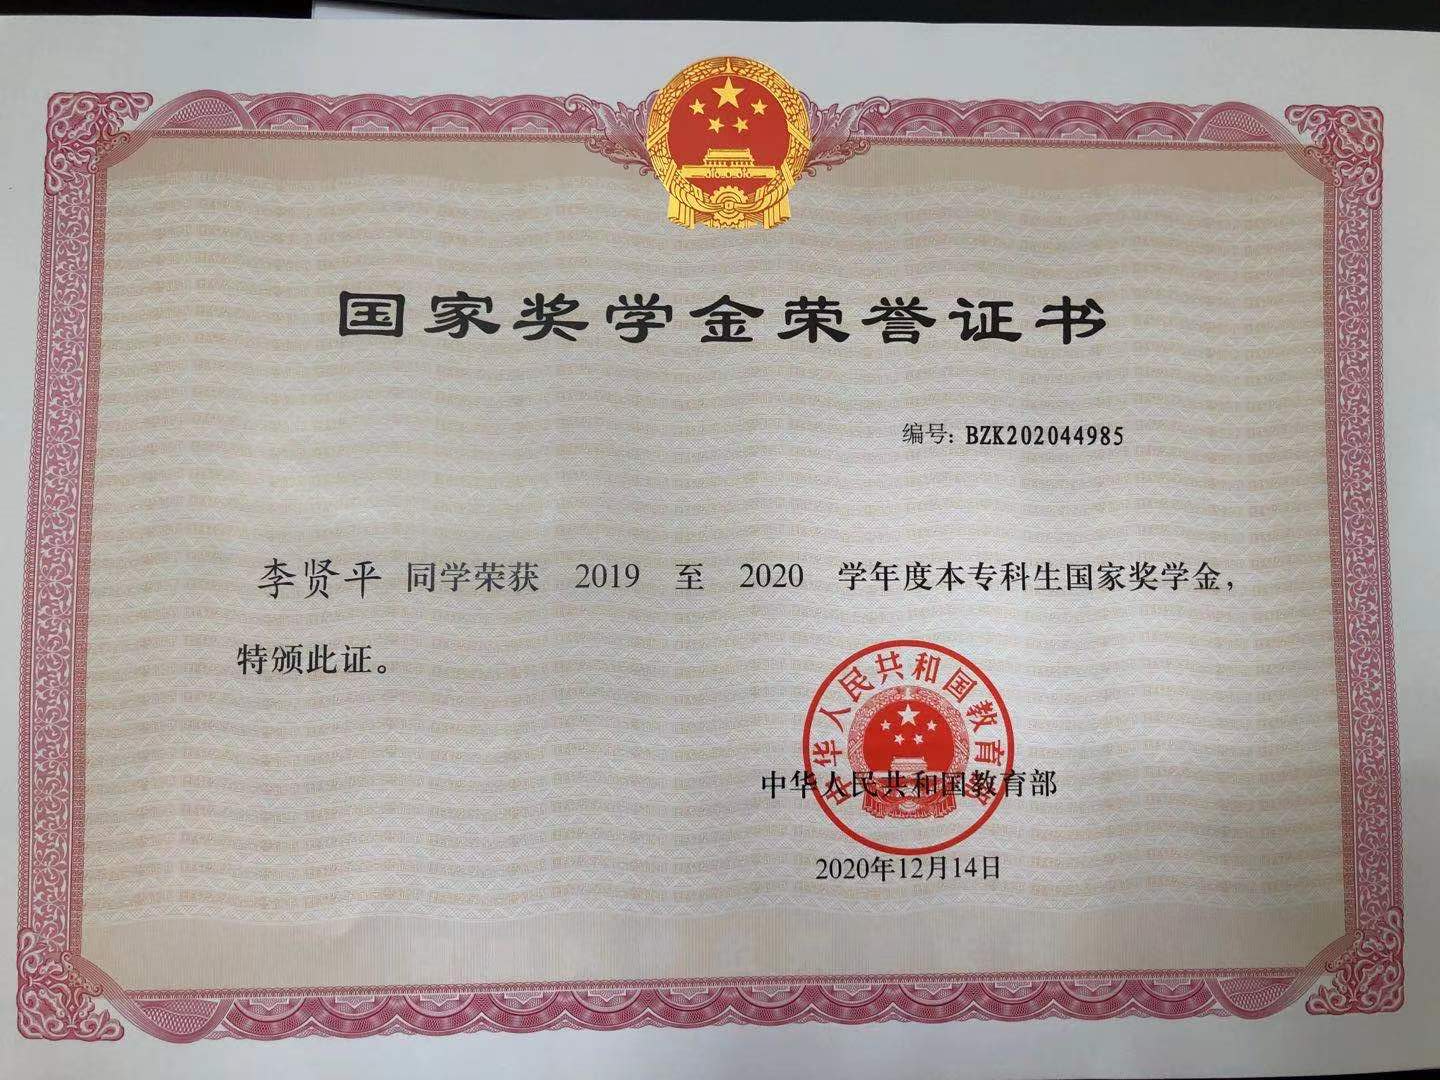 国家奖学金荣誉证书
编号: BZK202044985
李贤平 同学荣获 2019 至 2020 学年度本专科生国家奖学金，
特颁此证。
中华人民共和国教育部
中华人民共和国教育部
2020年12月14日